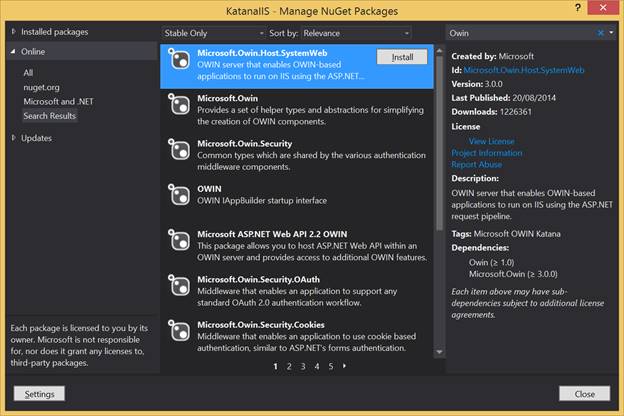 KatanaIIS - Manage NuGet Packages
? ×
Installed packages
Online
All
nuget.org
Microsoft and .NET
Search Results
Updates
Each package is licensed to you by its
owner. Microsoft is not responsible
for, nor does it grant any licenses to,
third-party packages.
Settings
Stable Only
Sort by: Relevance
Microsoft.Owin.Host.SystemWeb
OWIN server that enables OWIN-based
applications to run on IIS using the ASP.NET...
Install
Microsoft.Owin
Provides a set of helper types and abstractions for simplifying
the creation of OWIN components.
Microsoft.Owin.Security
Common types which are shared by the various authentication
middleware components.
OWIN
OWIN IAppBuilder startup interface
Microsoft ASP.NET Web API 2.2 OWIN
This package allows you to host ASP.NET Web API within an
OWIN server and provides access to additional OWIN features.
Microsoft.Owin.Security.OAuth
Middleware that enables an application to support any
standard OAuth 2.0 authentication workflow.
Microsoft.Owin.Security.Cookies
Middleware that enables an application to use cookie based
authentication, similar to ASP.NET's forms authentication.
1 2 3 4 5
Owin
Created by: Microsoft
Id: Microsoft.Owin.Host.SystemWeb
Version: 3.0.0
Last Published: 20/08/2014
Downloads: 1226361
License
View License
Project Information
Report Abuse
Description:
OWIN server that enables OWIN-based
applications to run on IIS using the ASP.NET
request pipeline.
Tags: Microsoft OWIN Katana
Dependencies:
Owin (≥ 1.0)
Microsoft.Owin (≥ 3.0.0)
Each item above may have sub-
dependencies subject to additional license
agreements.
Close